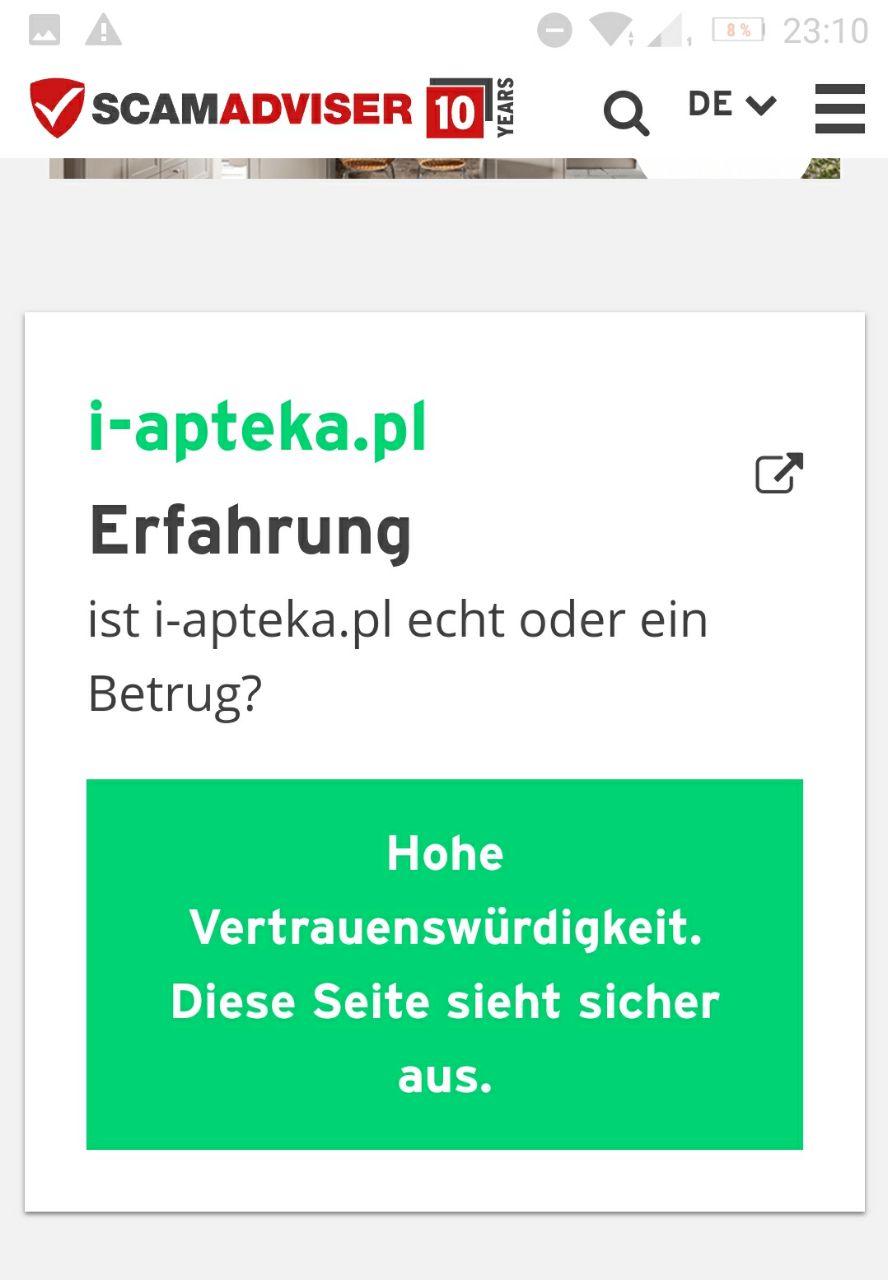 8 % 23:10
SCAMADVISER 10 YEARS DE
i-apteka.pl
Erfahrung
ist i-apteka.pl echt oder ein
Betrug?
Hohe
Vertrauenswürdigkeit.
Diese Seite sieht sicher
aus.